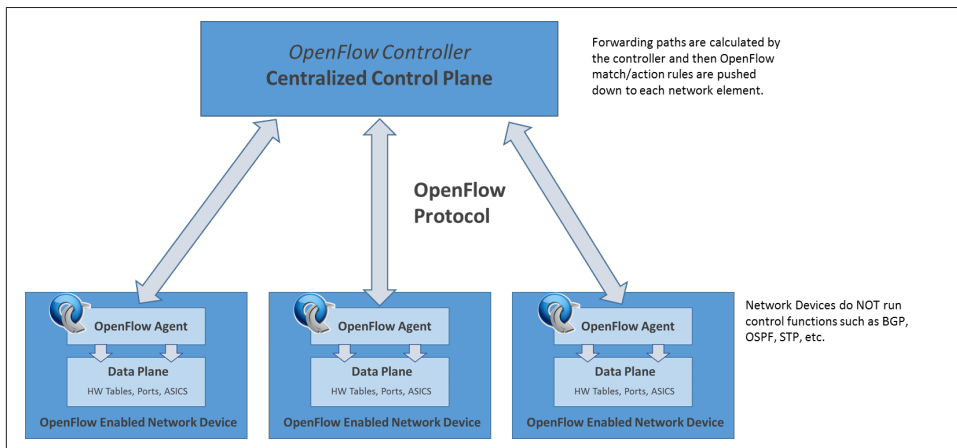 OpenFlow Controller
Centralized Control Plane
Forwarding paths are calculated by
the controller and then OpenFlow
match/action rules are pushed
down to each network element.
OpenFlow
Protocol
OpenFlow Agent
Data Plane
HW Tables, Ports, ASICS
OpenFlow Enabled Network Device
OpenFlow Agent
Data Plane
HW Tables, Ports, ASICS
OpenFlow Enabled Network Device
OpenFlow Agent
Data Plane
HW Tables, Ports, ASICS
OpenFlow Enabled Network Device
Network Devices do NOT run
control functions such as BGP,
OSPF, STP, etc.